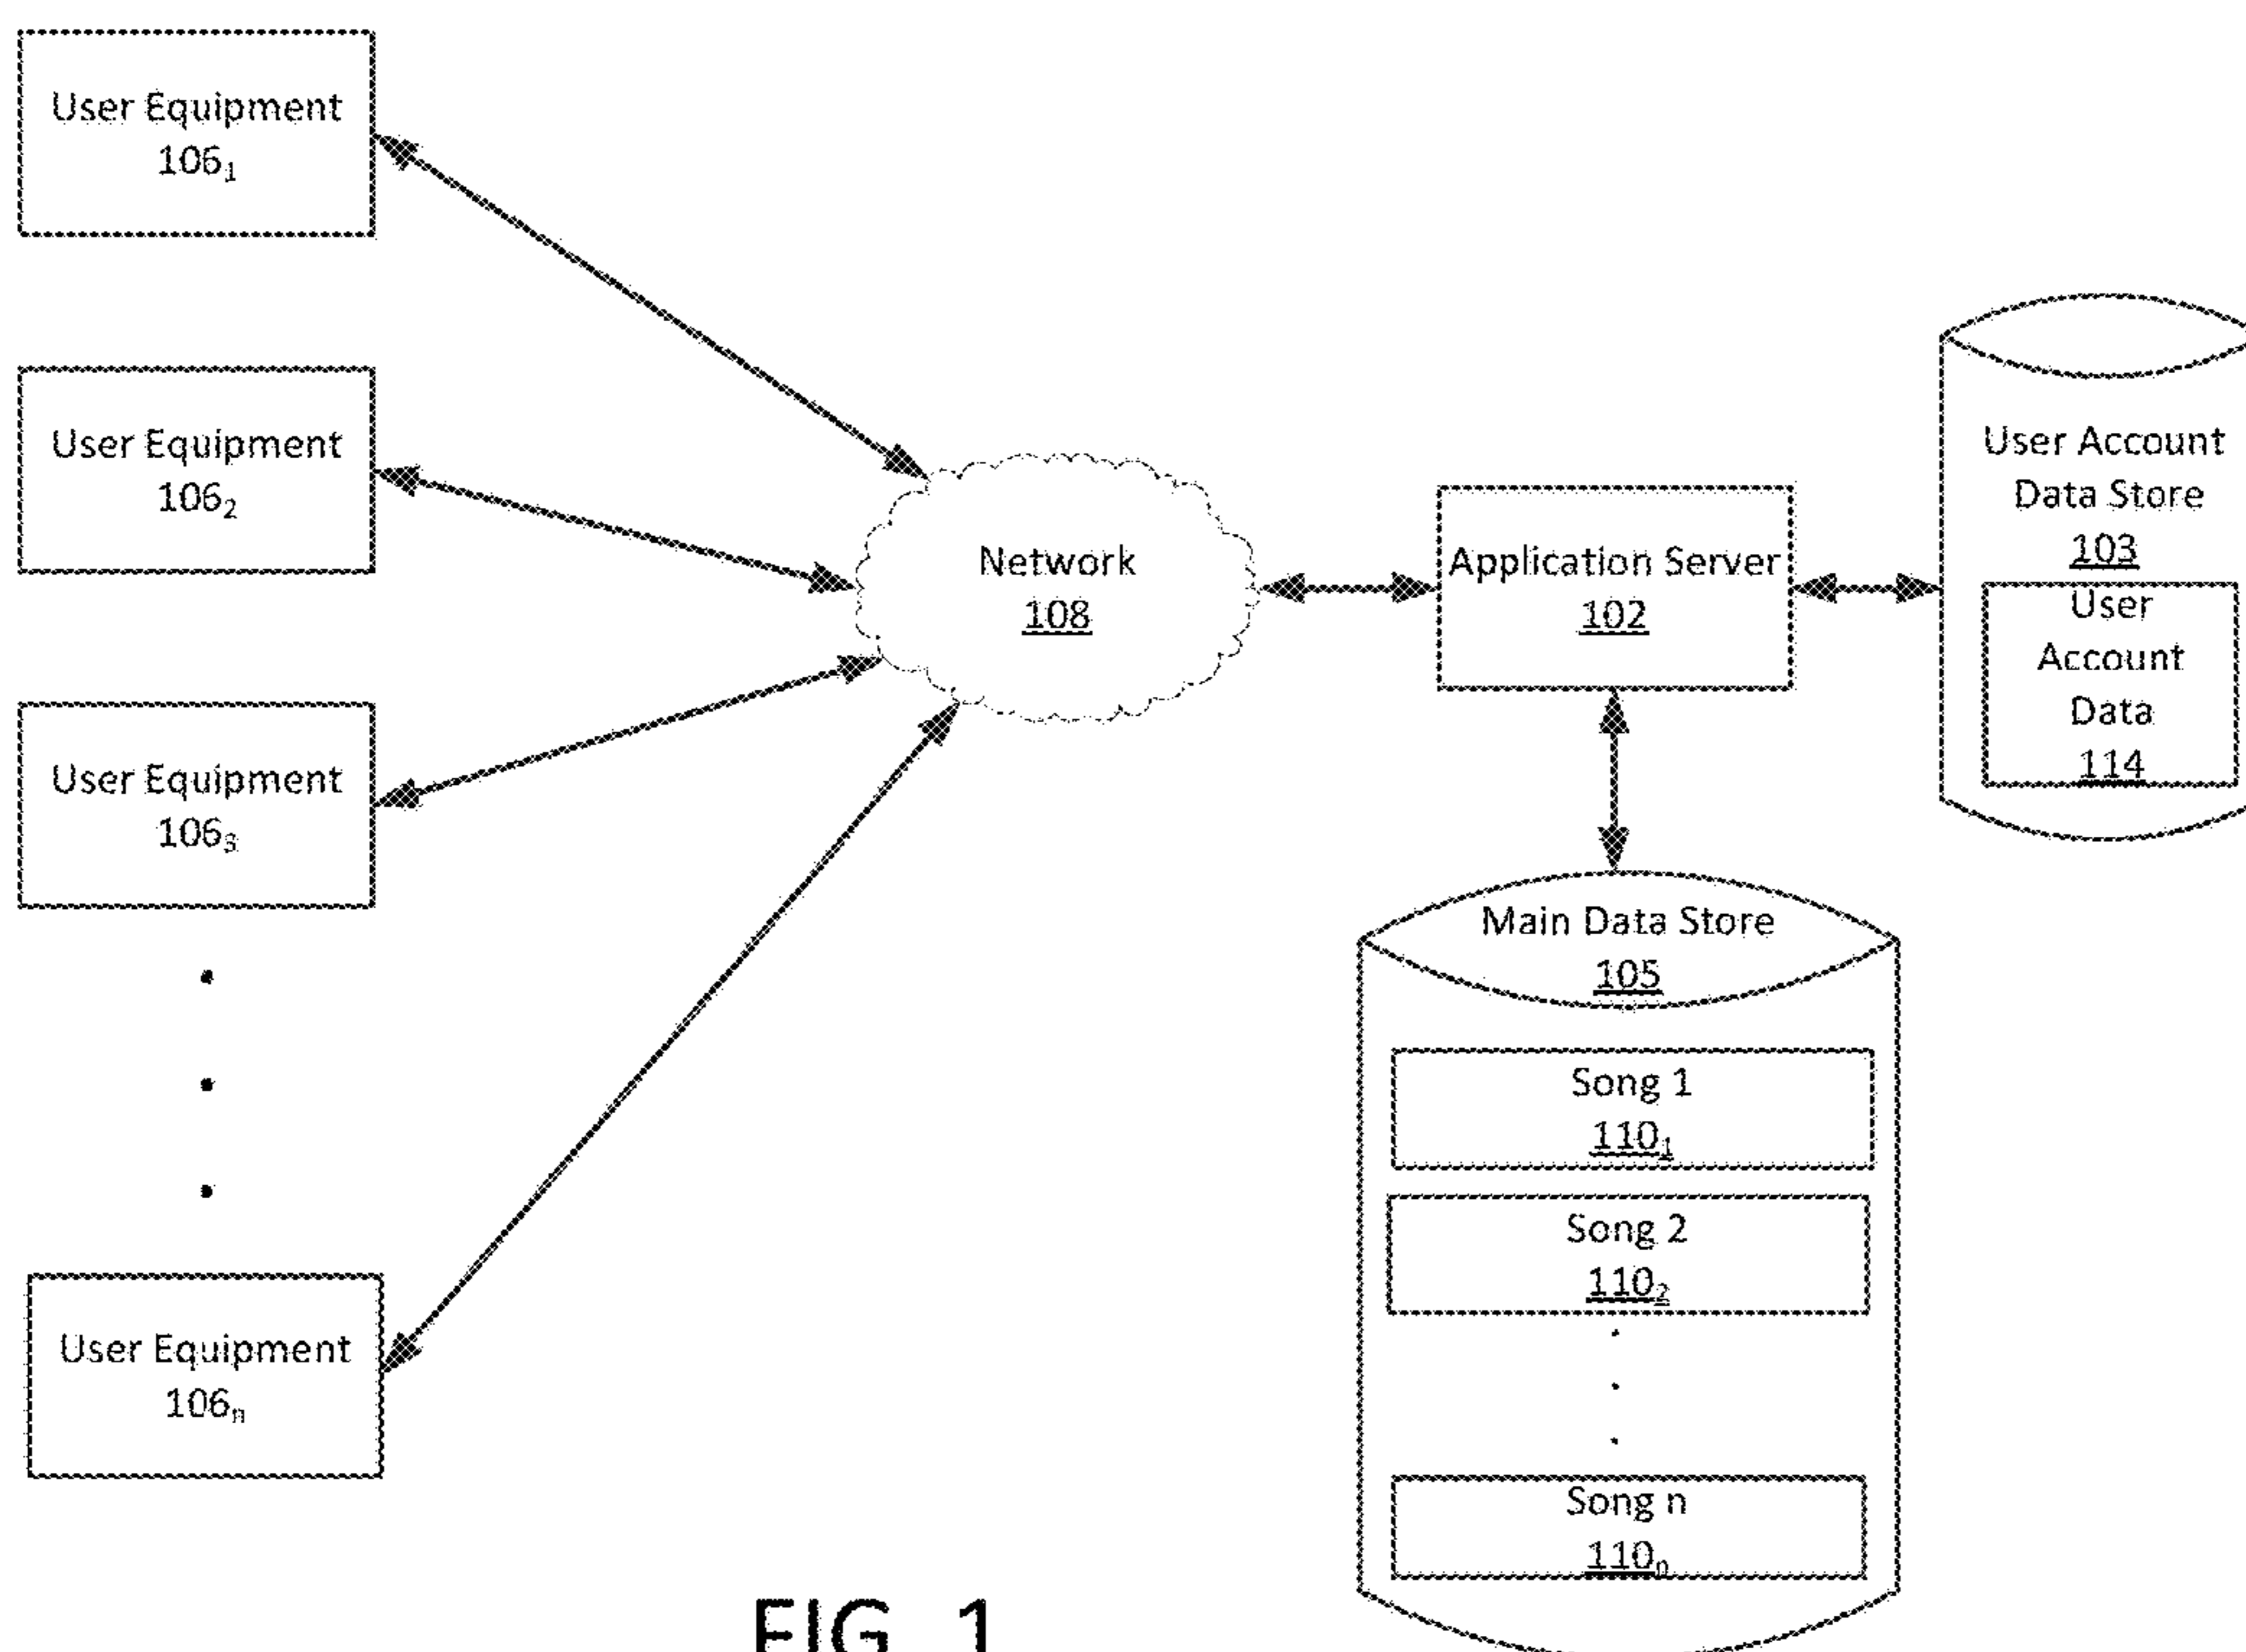 User Equipment
106₁
User Equipment
106₂
User Equipment
106₃
User Equipment
106ₙ
Network
108
Application Server
102
User Account
Data Store
103
User
Account
Data
114
Main Data Store
105
Song 1
110₁
Song 2
110₂
Song n
110ₙ
FIG. 1